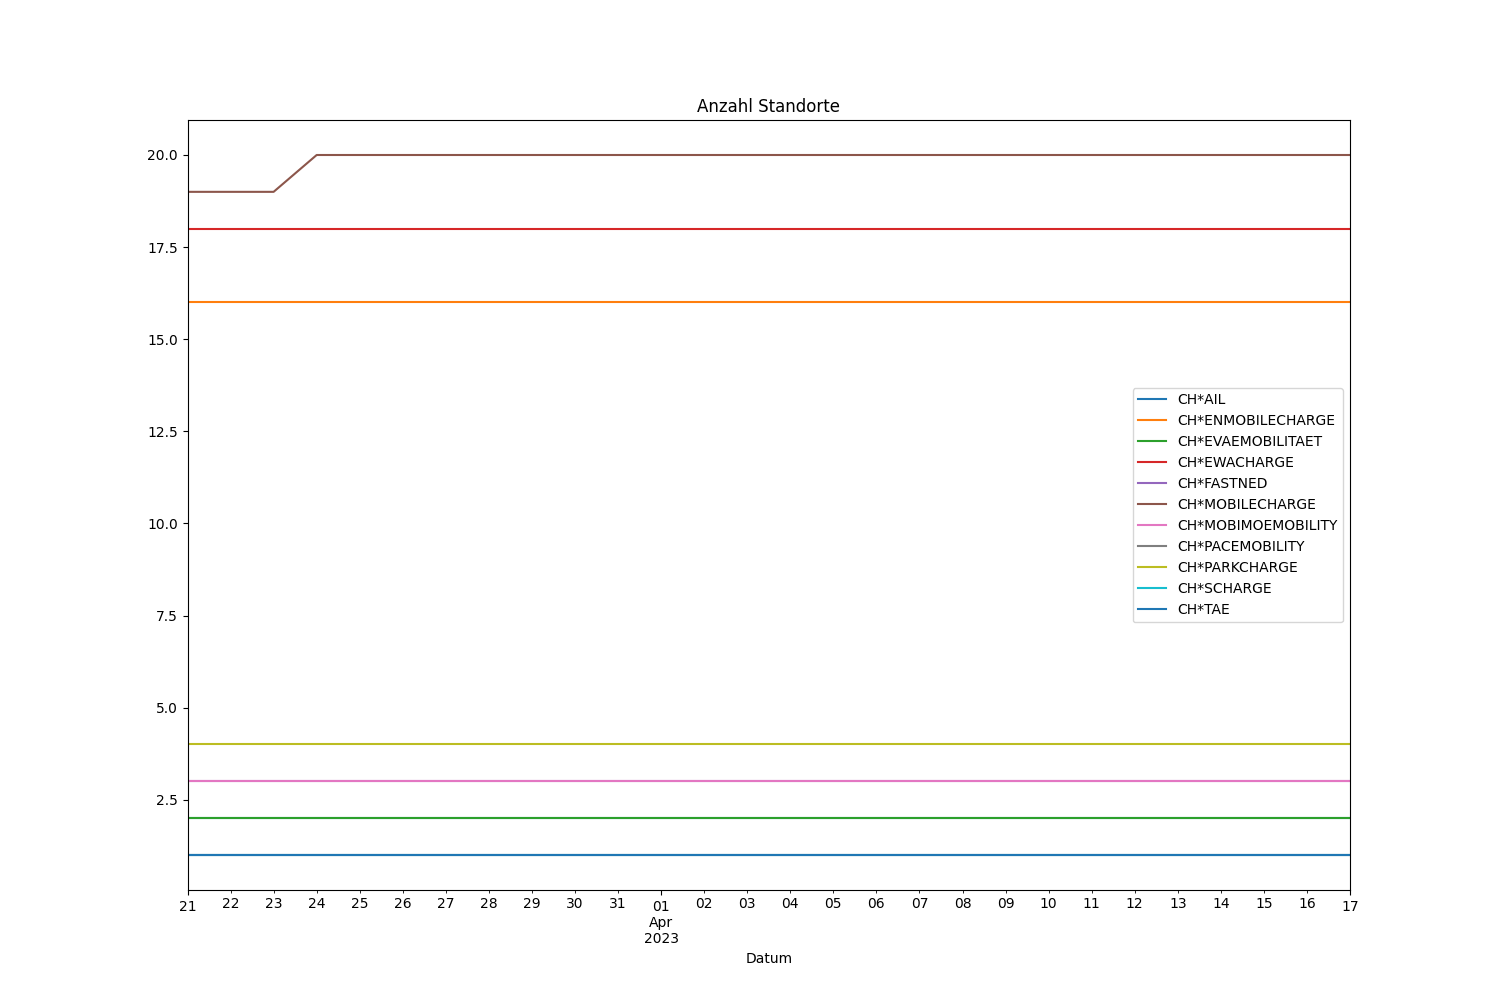 Anzahl Standorte
20.0
17.5
15.0
12.5
10.0
7.5
5.0
2.5
CH*AIL
CH*ENMOBILECHARGE
CH*EVAEMOBILITAET
CH*EWACHARGE
CH*FASTNED
CH*MOBILECHARGE
CH*MOBIMOEMOBILITY
CH*PACEMOBILITY
CH*PARKCHARGE
CH*SCHARGE
CH*TAE
21 22 23 24 25 26 27 28 29 30 31 01 02 03 04 05 06 07 08 09 10 11 12 13 14 15 16 17
Apr
2023
Datum